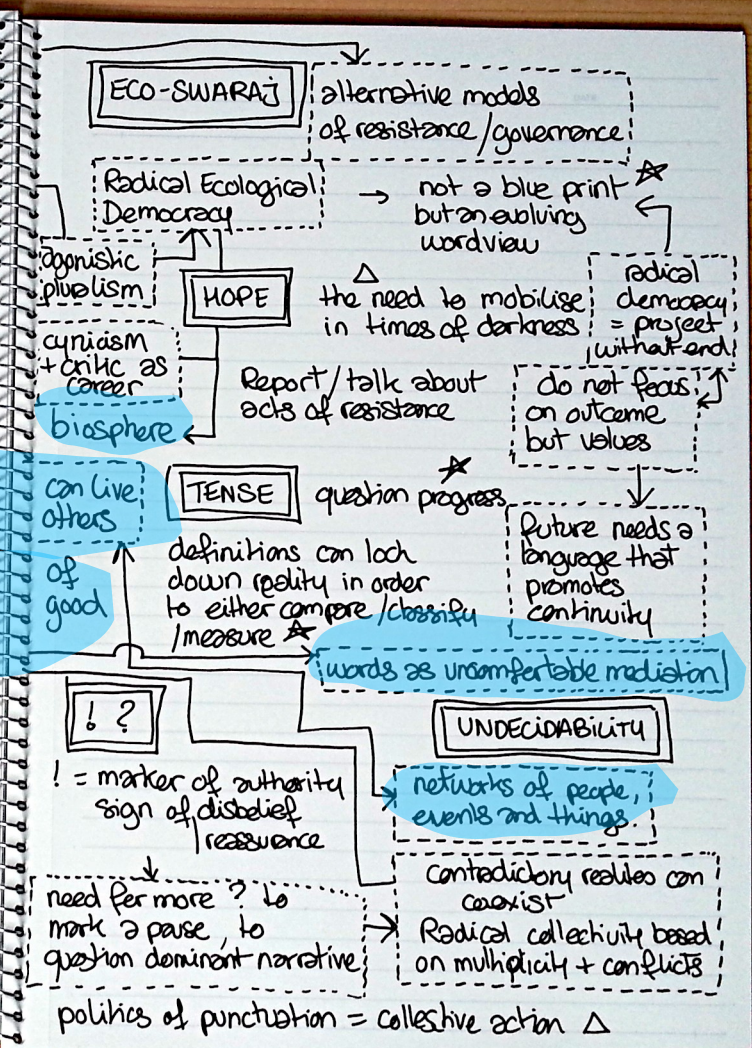 ECO-SWARAJ
alternative models
of resistance/governance
Radical Ecological
Democracy
→ not a blue print
but an evolving
wordview
agonistic
pluralism
HOPE
the need to mobilise
in times of darkness
radical
democracy
= project
without end
cynicism
+ critic as
career
biosphere
Report/talk about
acts of resistance
do not focus
on outcome
but values
can live
others
TENSE
question progress
future needs a
language that
promotes
continuity
of
good
definitions can lock
down reality in order
to either compare/classify
/measure
words as uncomfertable mediation
! ?
UNDECIDABILITY
! = marker of authority
sign of disbelief
/reassurence
networks of people,
events and things.
need for more ? to
mark a pause, to
question dominant narrative
contradictory realites can
coexist
Radical collectivity based
on multiplicity + conflicts
politics of punctuation = collective action △